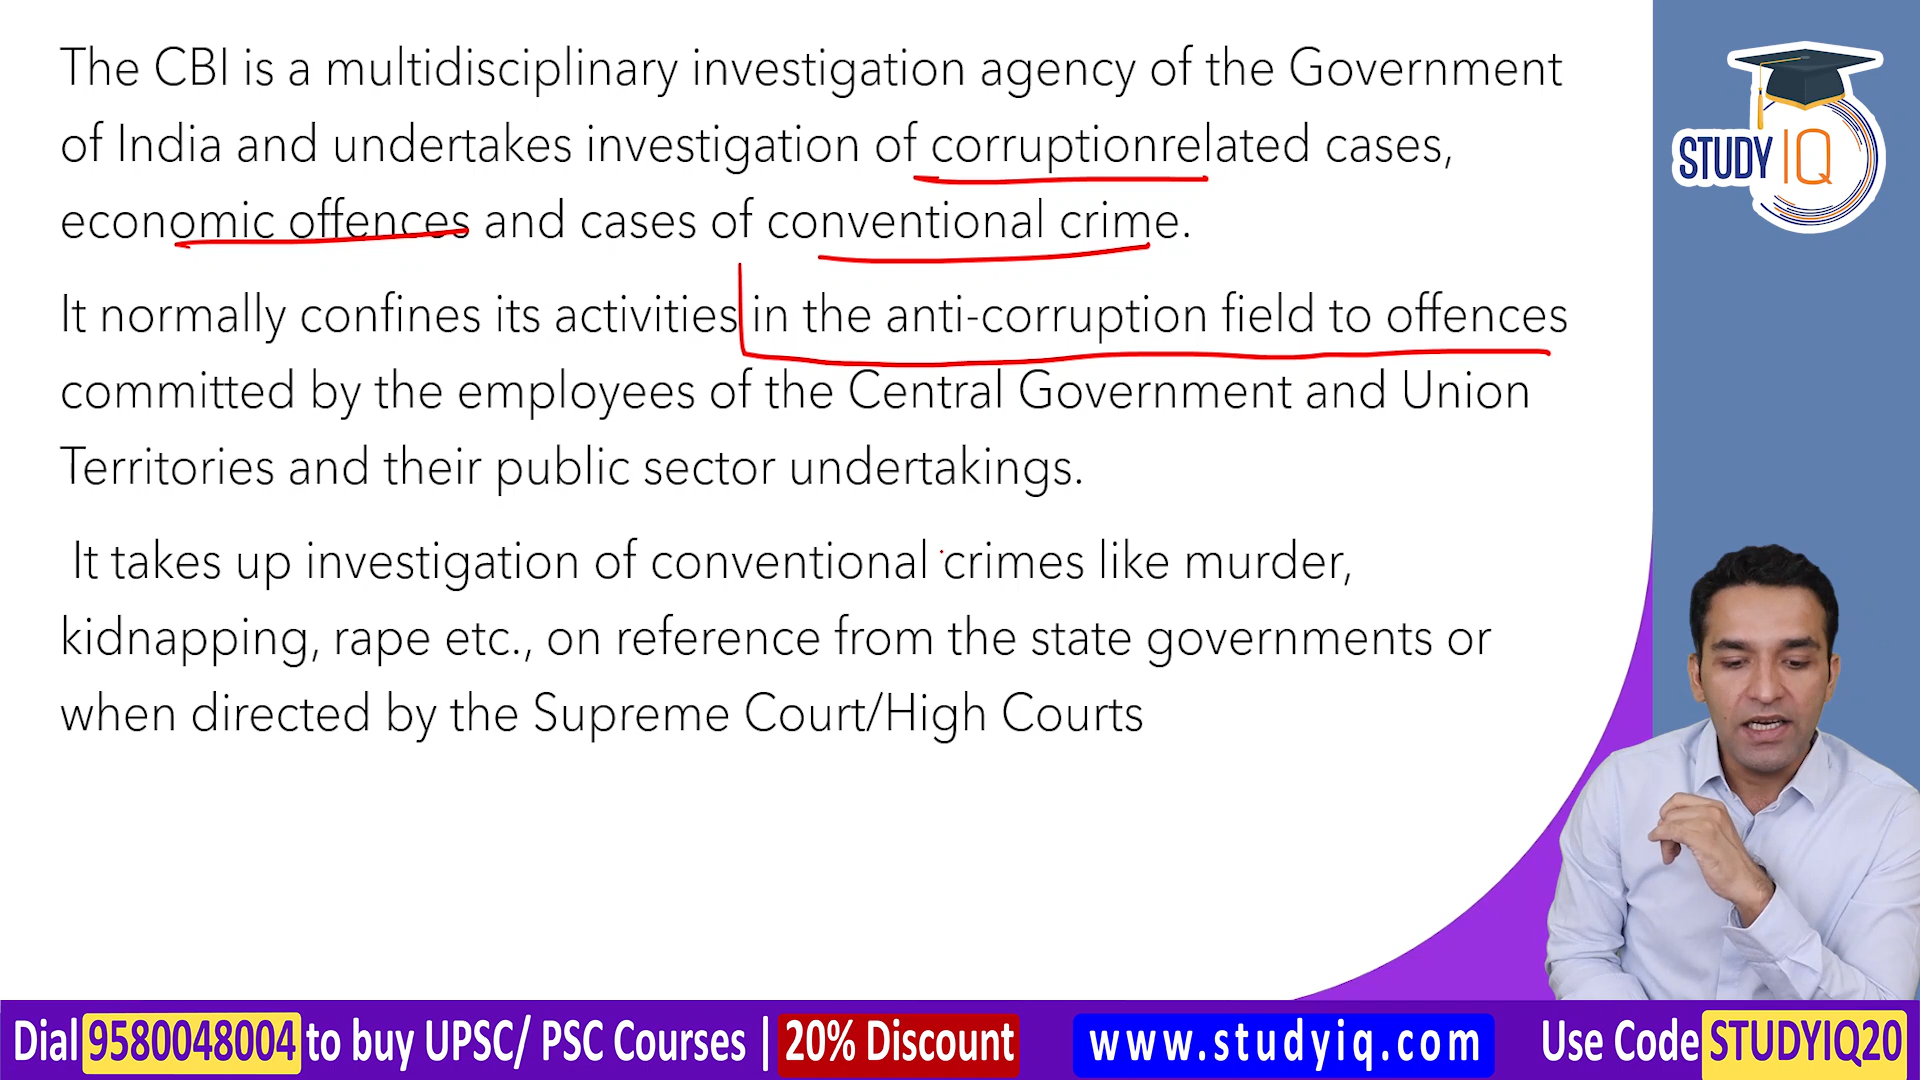 The CBI is a multidisciplinary investigation agency of the Government
of India and undertakes investigation of corruptionrelated cases,
economic offences and cases of conventional crime.
It normally confines its activities in the anti-corruption field to offences
committed by the employees of the Central Government and Union
Territories and their public sector undertakings.
It takes up investigation of conventional crimes like murder,
kidnapping, rape etc., on reference from the state governments or
when directed by the Supreme Court/High Courts
STUDY IQ
Dial 9580048004 to buy UPSC/ PSC Courses | 20% Discount www.studyiq.com Use Code STUDYIQ20